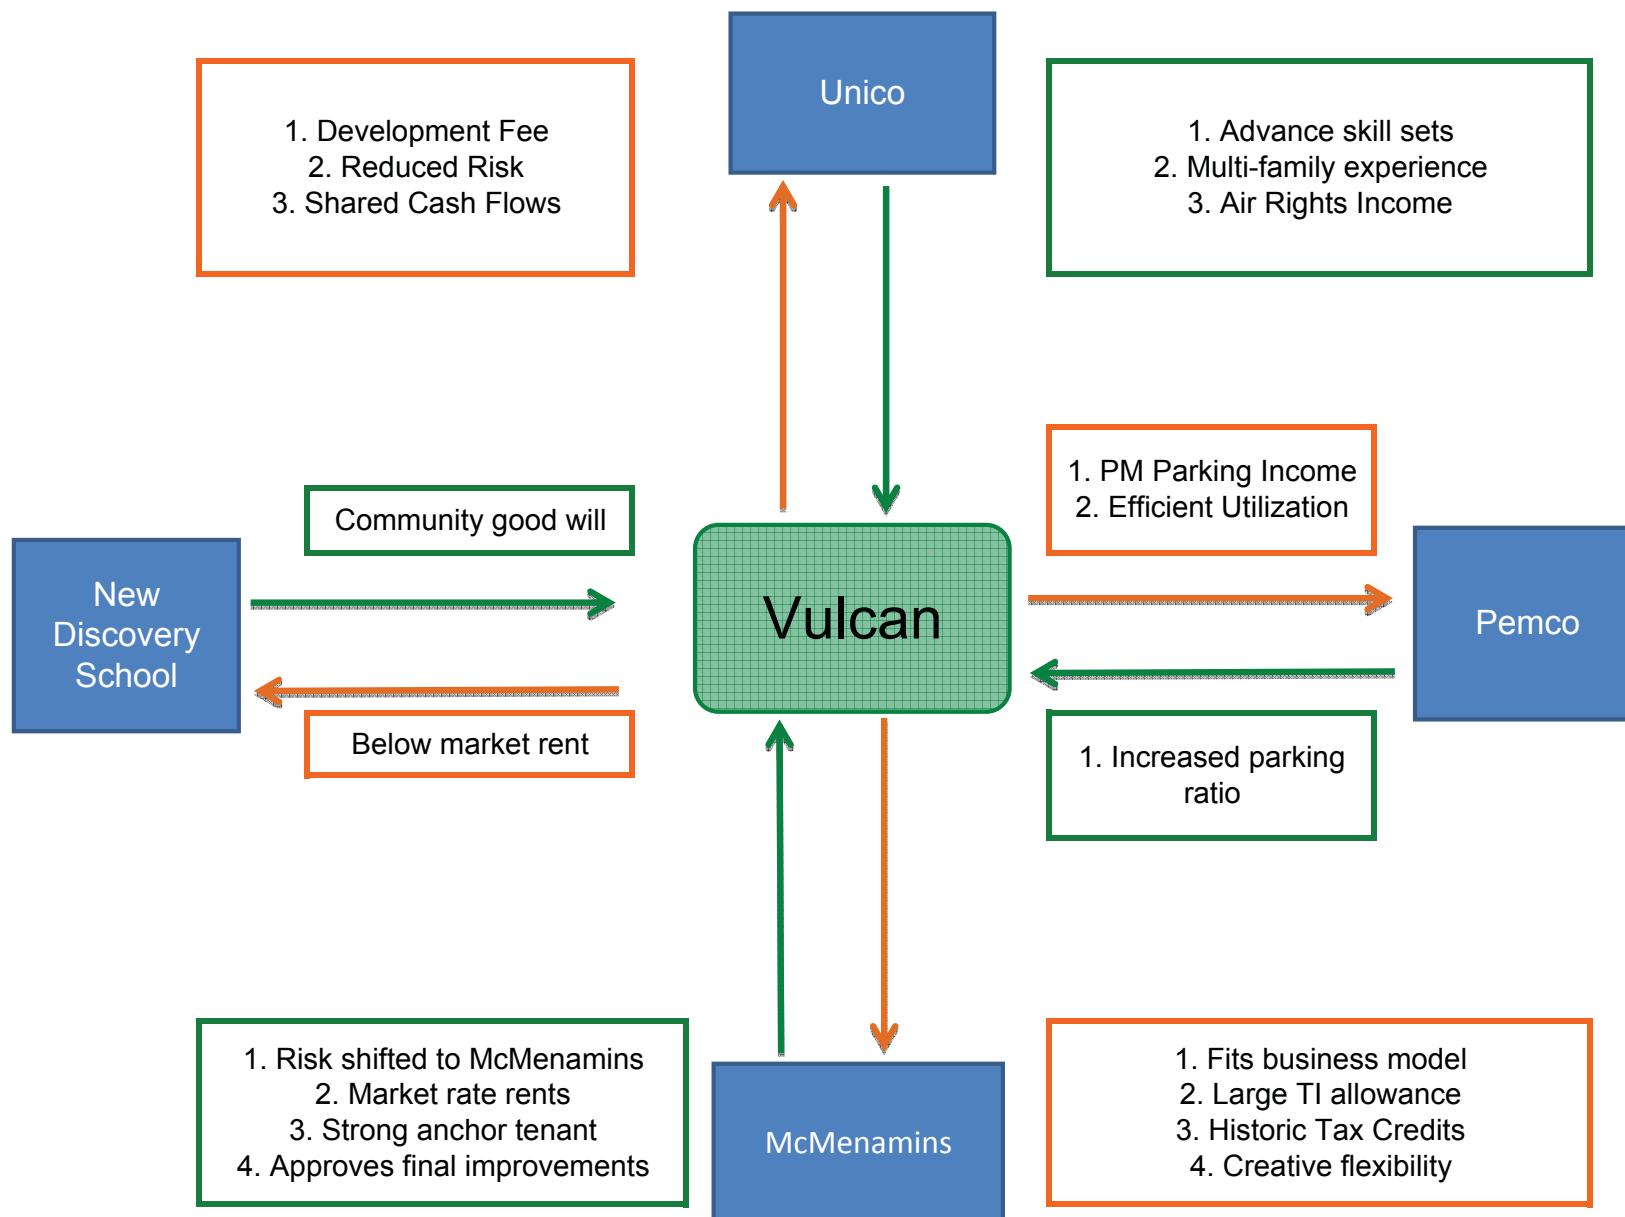 Unico
1. Development Fee
2. Reduced Risk
3. Shared Cash Flows
1. Advance skill sets
2. Multi-family experience
3. Air Rights Income
1. PM Parking Income
2. Efficient Utilization
Community good will
New
Discovery
School
Vulcan
Pemco
Below market rent
1. Increased parking
ratio
1. Risk shifted to McMenamins
2. Market rate rents
3. Strong anchor tenant
4. Approves final improvements
McMenamins
1. Fits business model
2. Large TI allowance
3. Historic Tax Credits
4. Creative flexibility